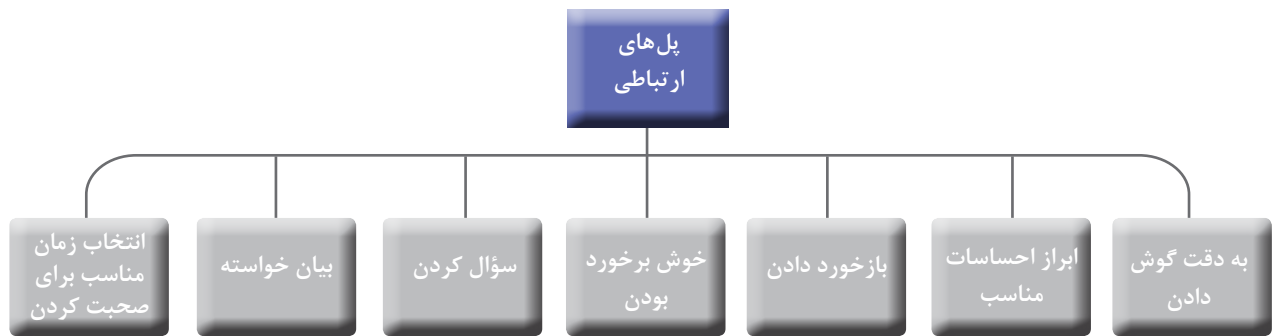 پل‌های
ارتباطی
به دقت گوش
دادن
ابراز احساسات
مناسب
بازخورد دادن
خوش برخورد
بودن
سؤال کردن
بیان خواسته
انتخاب زمان
مناسب برای
صحبت کردن